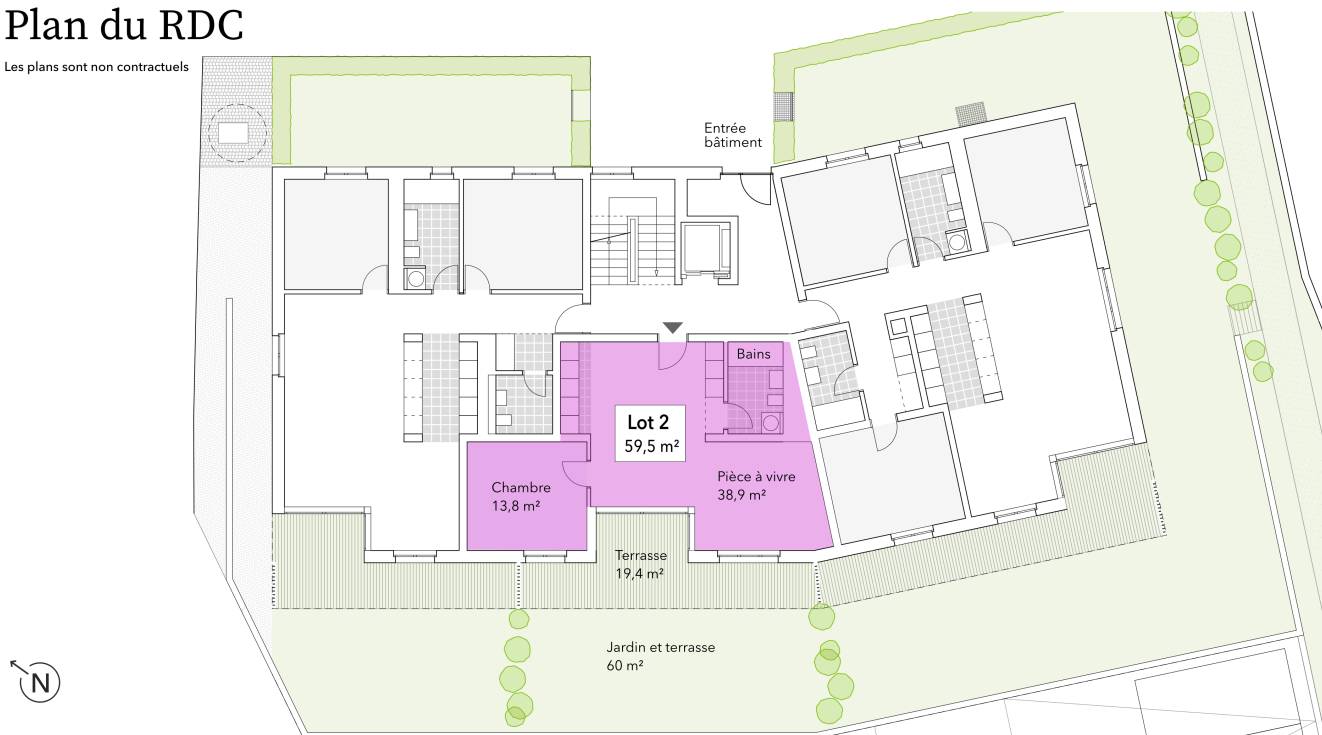 Plan du RDC
Les plans sont non contractuels
Entrée
bâtiment
Bains
Lot 2
59,5 m²
Chambre
13,8 m²
Pièce à vivre
38,9 m²
Terrasse
19,4 m²
Jardin et terrasse
60 m²
N